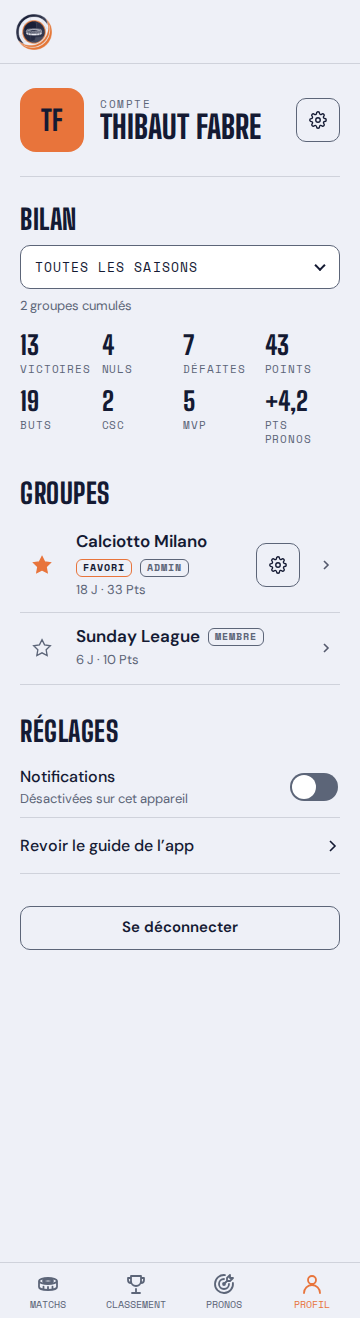 COMPTE
TF
THIBAUT FABRE
BILAN
TOUTES LES SAISONS
2 groupes cumulés
13 4 7 43
VICTOIRES NULS DÉFAITES POINTS
19 2 5 +4,2
BUTS CSC MVP PTS
PRONOS
GROUPES
Calciotto Milano
FAVORI ADMIN
18 J · 33 Pts
Sunday League MEMBRE
6 J · 10 Pts
RÉGLAGES
Notifications
Désactivées sur cet appareil
Revoir le guide de l’app
Se déconnecter
MATCHS CLASSEMENT PRONOS PROFIL